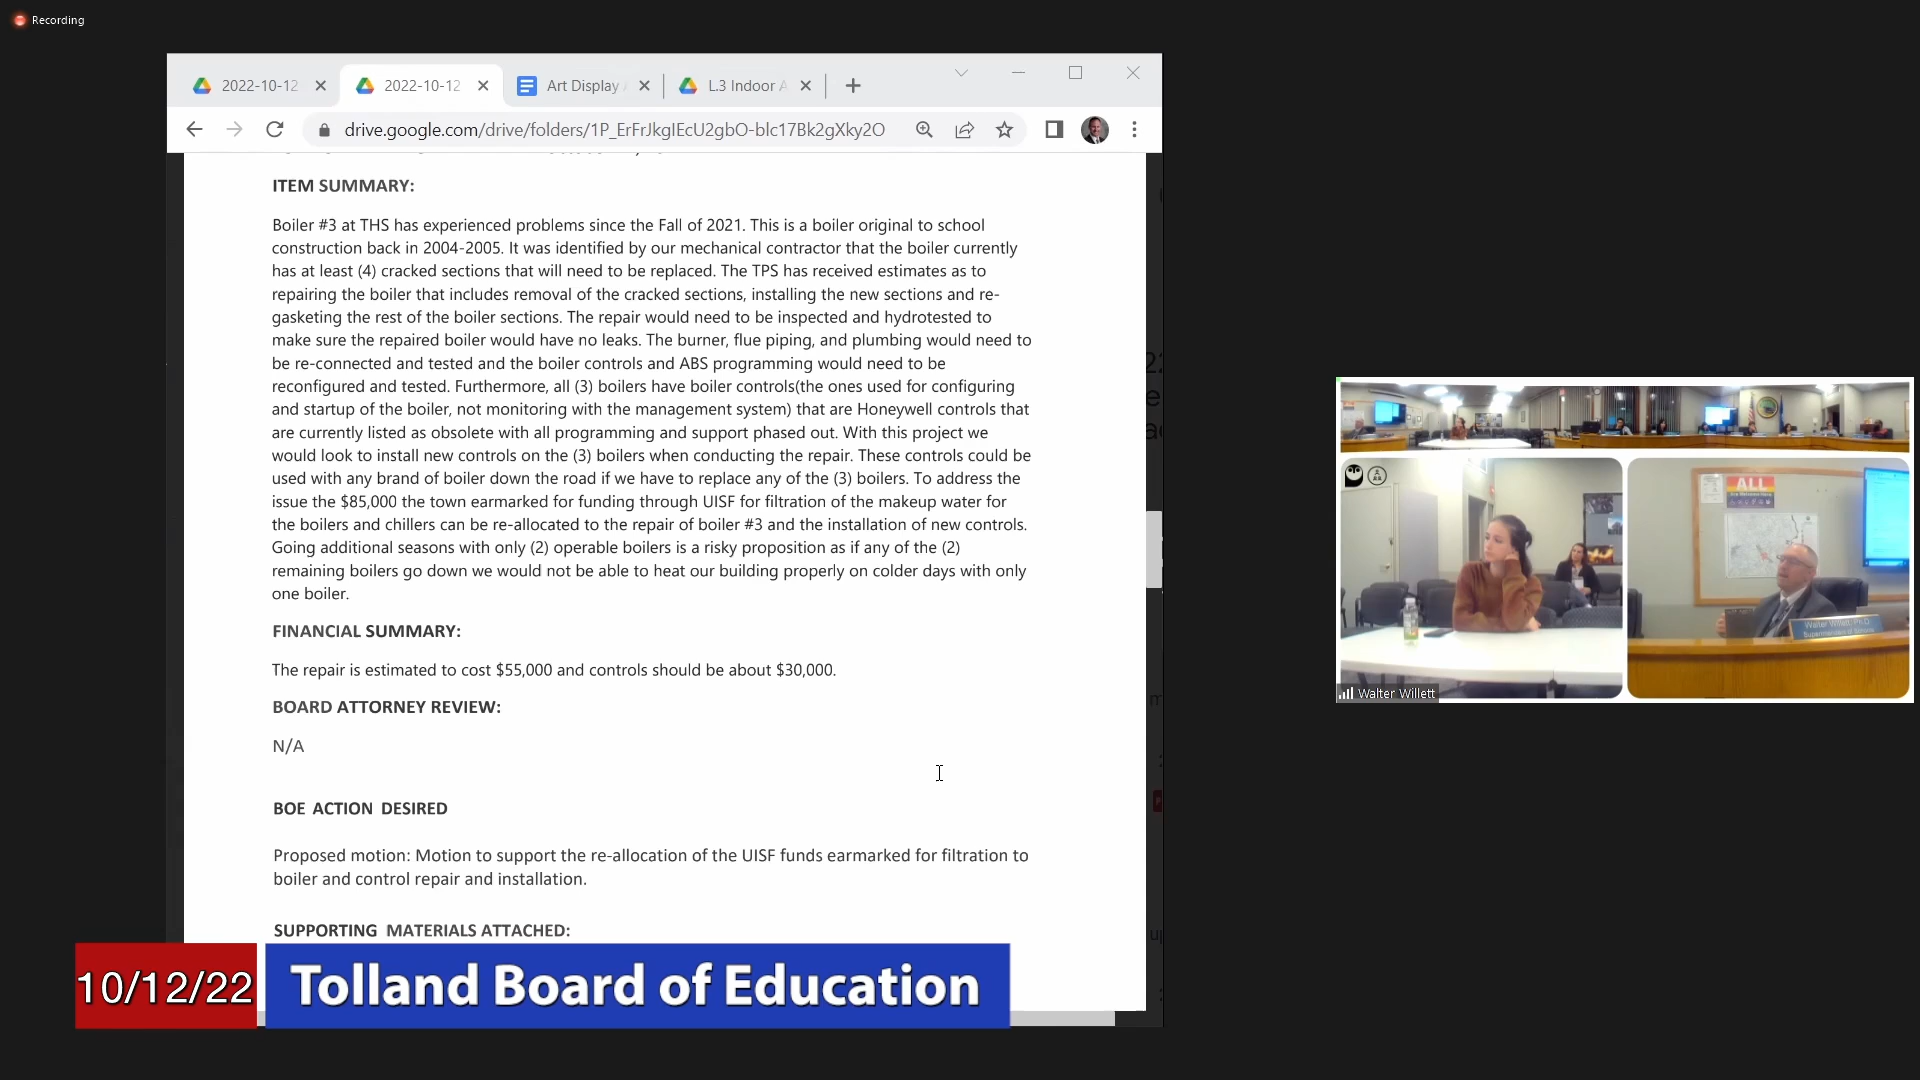 Recording
2022-10-12
2022-10-12
Art Display
L.3 Indoor A
drive.google.com/drive/folders/1P_ErFrJkgIEcU2gbO-blc17Bk2gXky2O
ITEM SUMMARY:
Boiler #3 at THS has experienced problems since the Fall of 2021. This is a boiler original to school
construction back in 2004-2005. It was identified by our mechanical contractor that the boiler currently
has at least (4) cracked sections that will need to be replaced. The TPS has received estimates as to
repairing the boiler that includes removal of the cracked sections, installing the new sections and re-
gasketing the rest of the boiler sections. The repair would need to be inspected and hydrotested to
make sure the repaired boiler would have no leaks. The burner, flue piping, and plumbing would need to
be re-connected and tested and the boiler controls and ABS programming would need to be
reconfigured and tested. Furthermore, all (3) boilers have boiler controls(the ones used for configuring
and startup of the boiler, not monitoring with the management system) that are Honeywell controls that
are currently listed as obsolete with all programming and support phased out. With this project we
would look to install new controls on the (3) boilers when conducting the repair. These controls could be
used with any brand of boiler down the road if we have to replace any of the (3) boilers. To address the
issue the $85,000 the town earmarked for funding through UISF for filtration of the makeup water for
the boilers and chillers can be re-allocated to the repair of boiler #3 and the installation of new controls.
Going additional seasons with only (2) operable boilers is a risky proposition as if any of the (2)
remaining boilers go down we would not be able to heat our building properly on colder days with only
one boiler.
FINANCIAL SUMMARY:
The repair is estimated to cost $55,000 and controls should be about $30,000.
BOARD ATTORNEY REVIEW:
N/A
BOE ACTION DESIRED
Proposed motion: Motion to support the re-allocation of the UISF funds earmarked for filtration to
boiler and control repair and installation.
SUPPORTING MATERIALS ATTACHED:
10/12/22
Tolland Board of Education
ALL
Walter Willett, Ph.D
Superintendent of Schools
Walter Willett